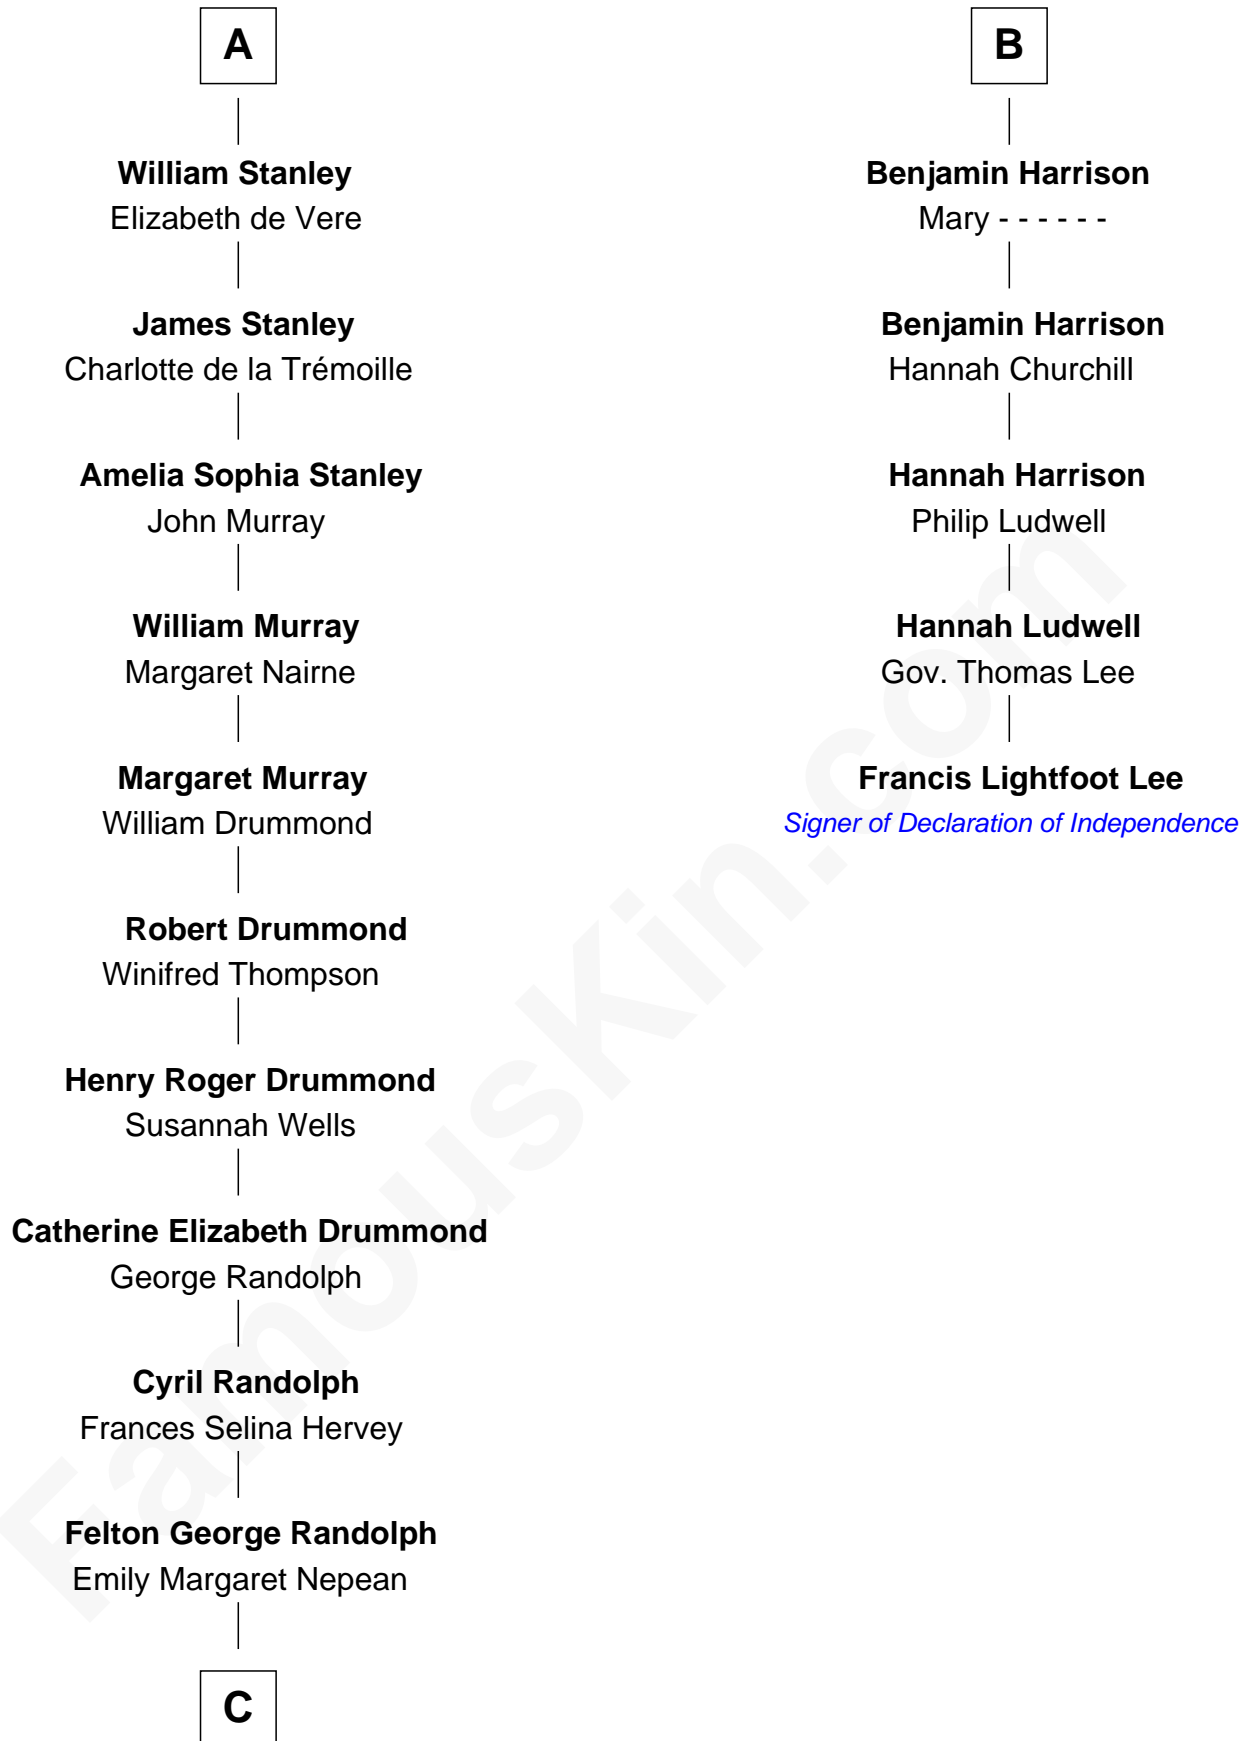 A
William Stanley
Elizabeth de Vere
James Stanley
Charlotte de la Trémoille
Amelia Sophia Stanley
John Murray
William Murray
Margaret Nairne
Margaret Murray
William Drummond
Robert Drummond
Winifred Thompson
Henry Roger Drummond
Susannah Wells
Catherine Elizabeth Drummond
George Randolph
Cyril Randolph
Frances Selina Hervey
Felton George Randolph
Emily Margaret Nepean
C
B
Benjamin Harrison
Mary - - - - - -
Benjamin Harrison
Hannah Churchill
Hannah Harrison
Philip Ludwell
Hannah Ludwell
Gov. Thomas Lee
Francis Lightfoot Lee
Signer of Declaration of Independence
FamousKin.com